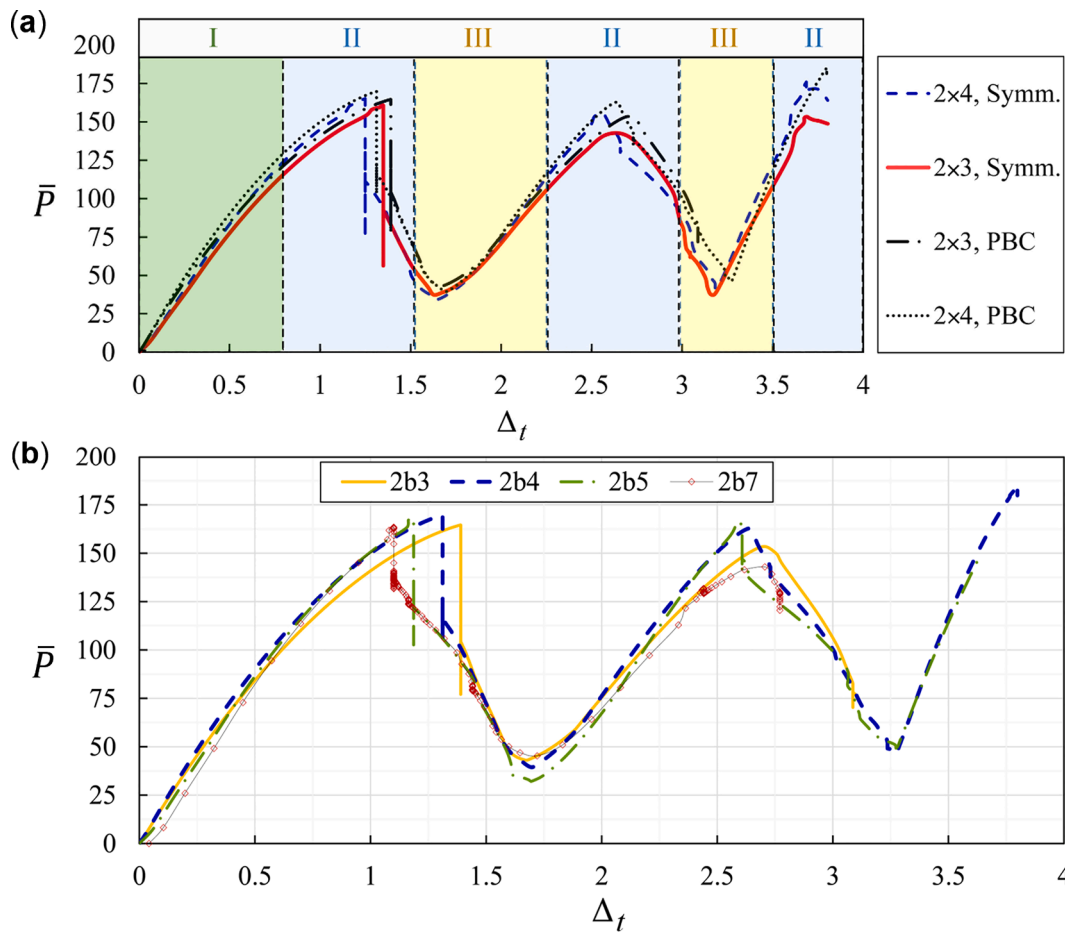 (a)
I II III II III II
200
175
150
125
100
75
50
25
0
P̄
0 0.5 1 1.5 2 2.5 3 3.5 4
Δt
2×4, Symm.
2×3, Symm.
2×3, PBC
2×4, PBC
(b)
2b3 2b4 2b5 2b7
200
175
150
125
100
75
50
25
0
P̄
0 0.5 1 1.5 2 2.5 3 3.5 4
Δt